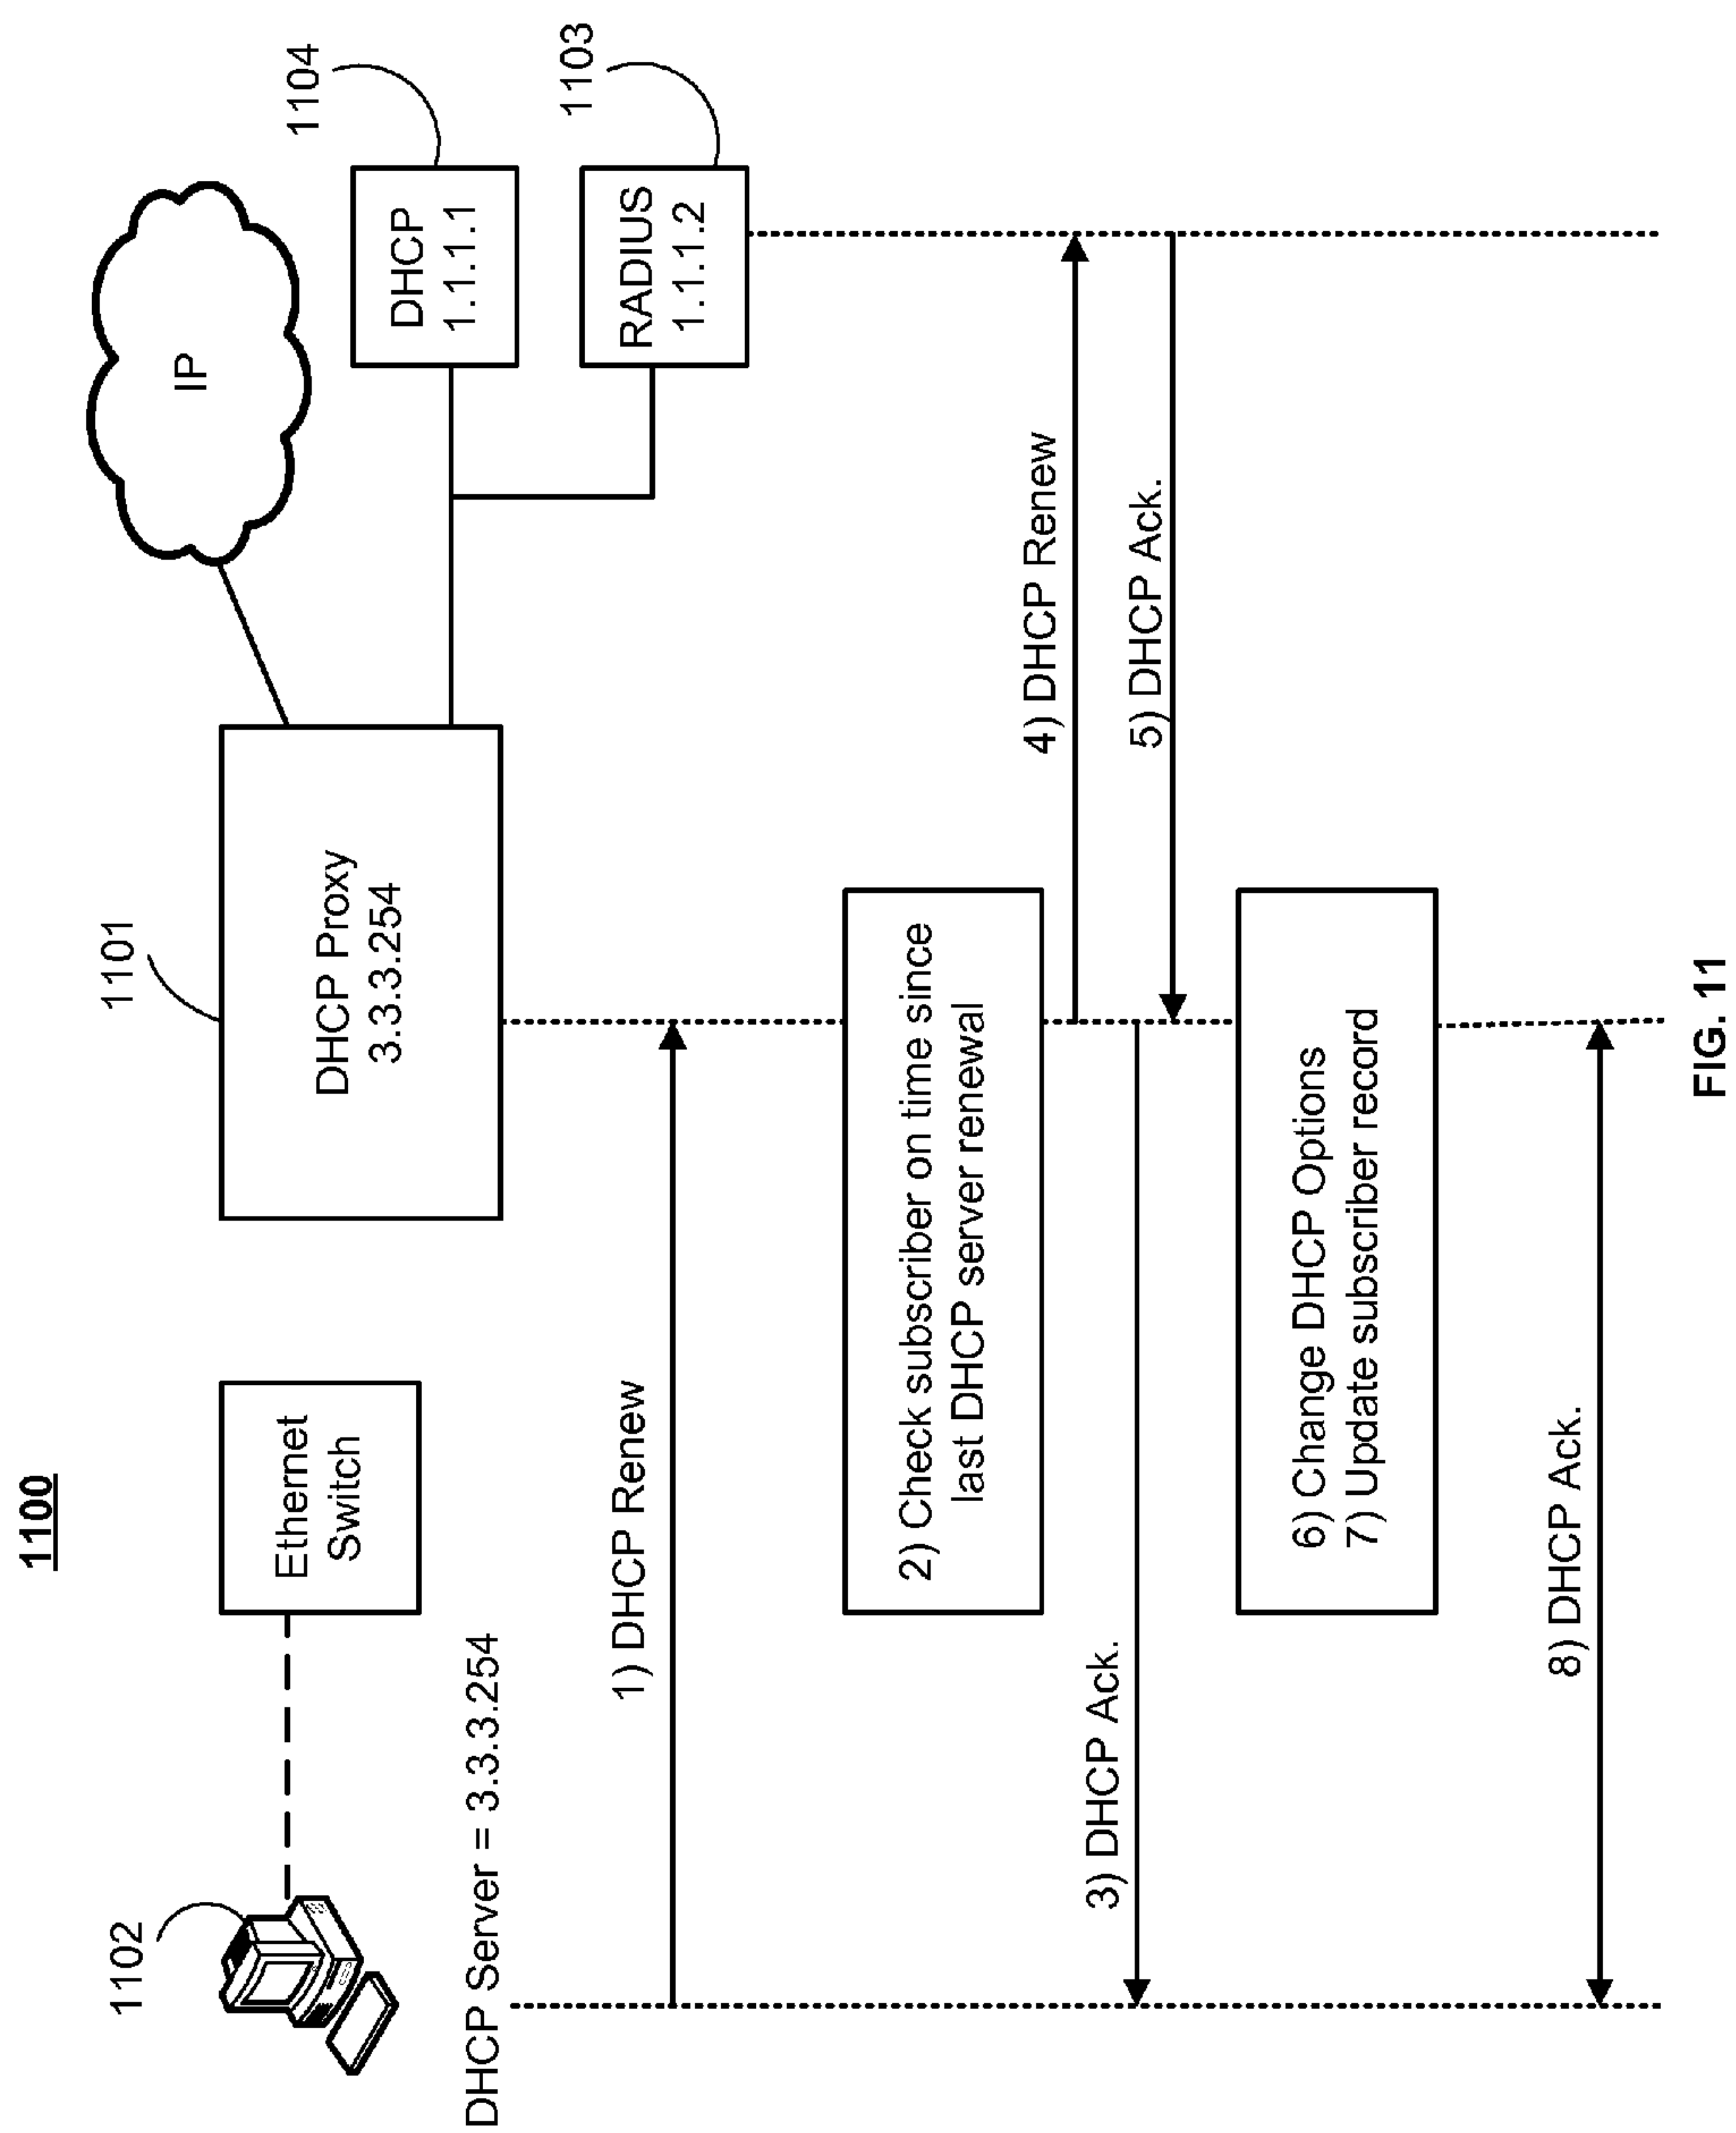 1100
1102
Ethernet
Switch
1101
DHCP Proxy
3.3.3.254
IP
1104
DHCP
1.1.1.1
1103
RADIUS
1.1.1.2
DHCP Server = 3.3.3.254
1) DHCP Renew
2) Check subscriber on time since
last DHCP server renewal
4) DHCP Renew
3) DHCP Ack.
5) DHCP Ack.
6) Change DHCP Options
7) Update subscriber record
8) DHCP Ack.
FIG. 11